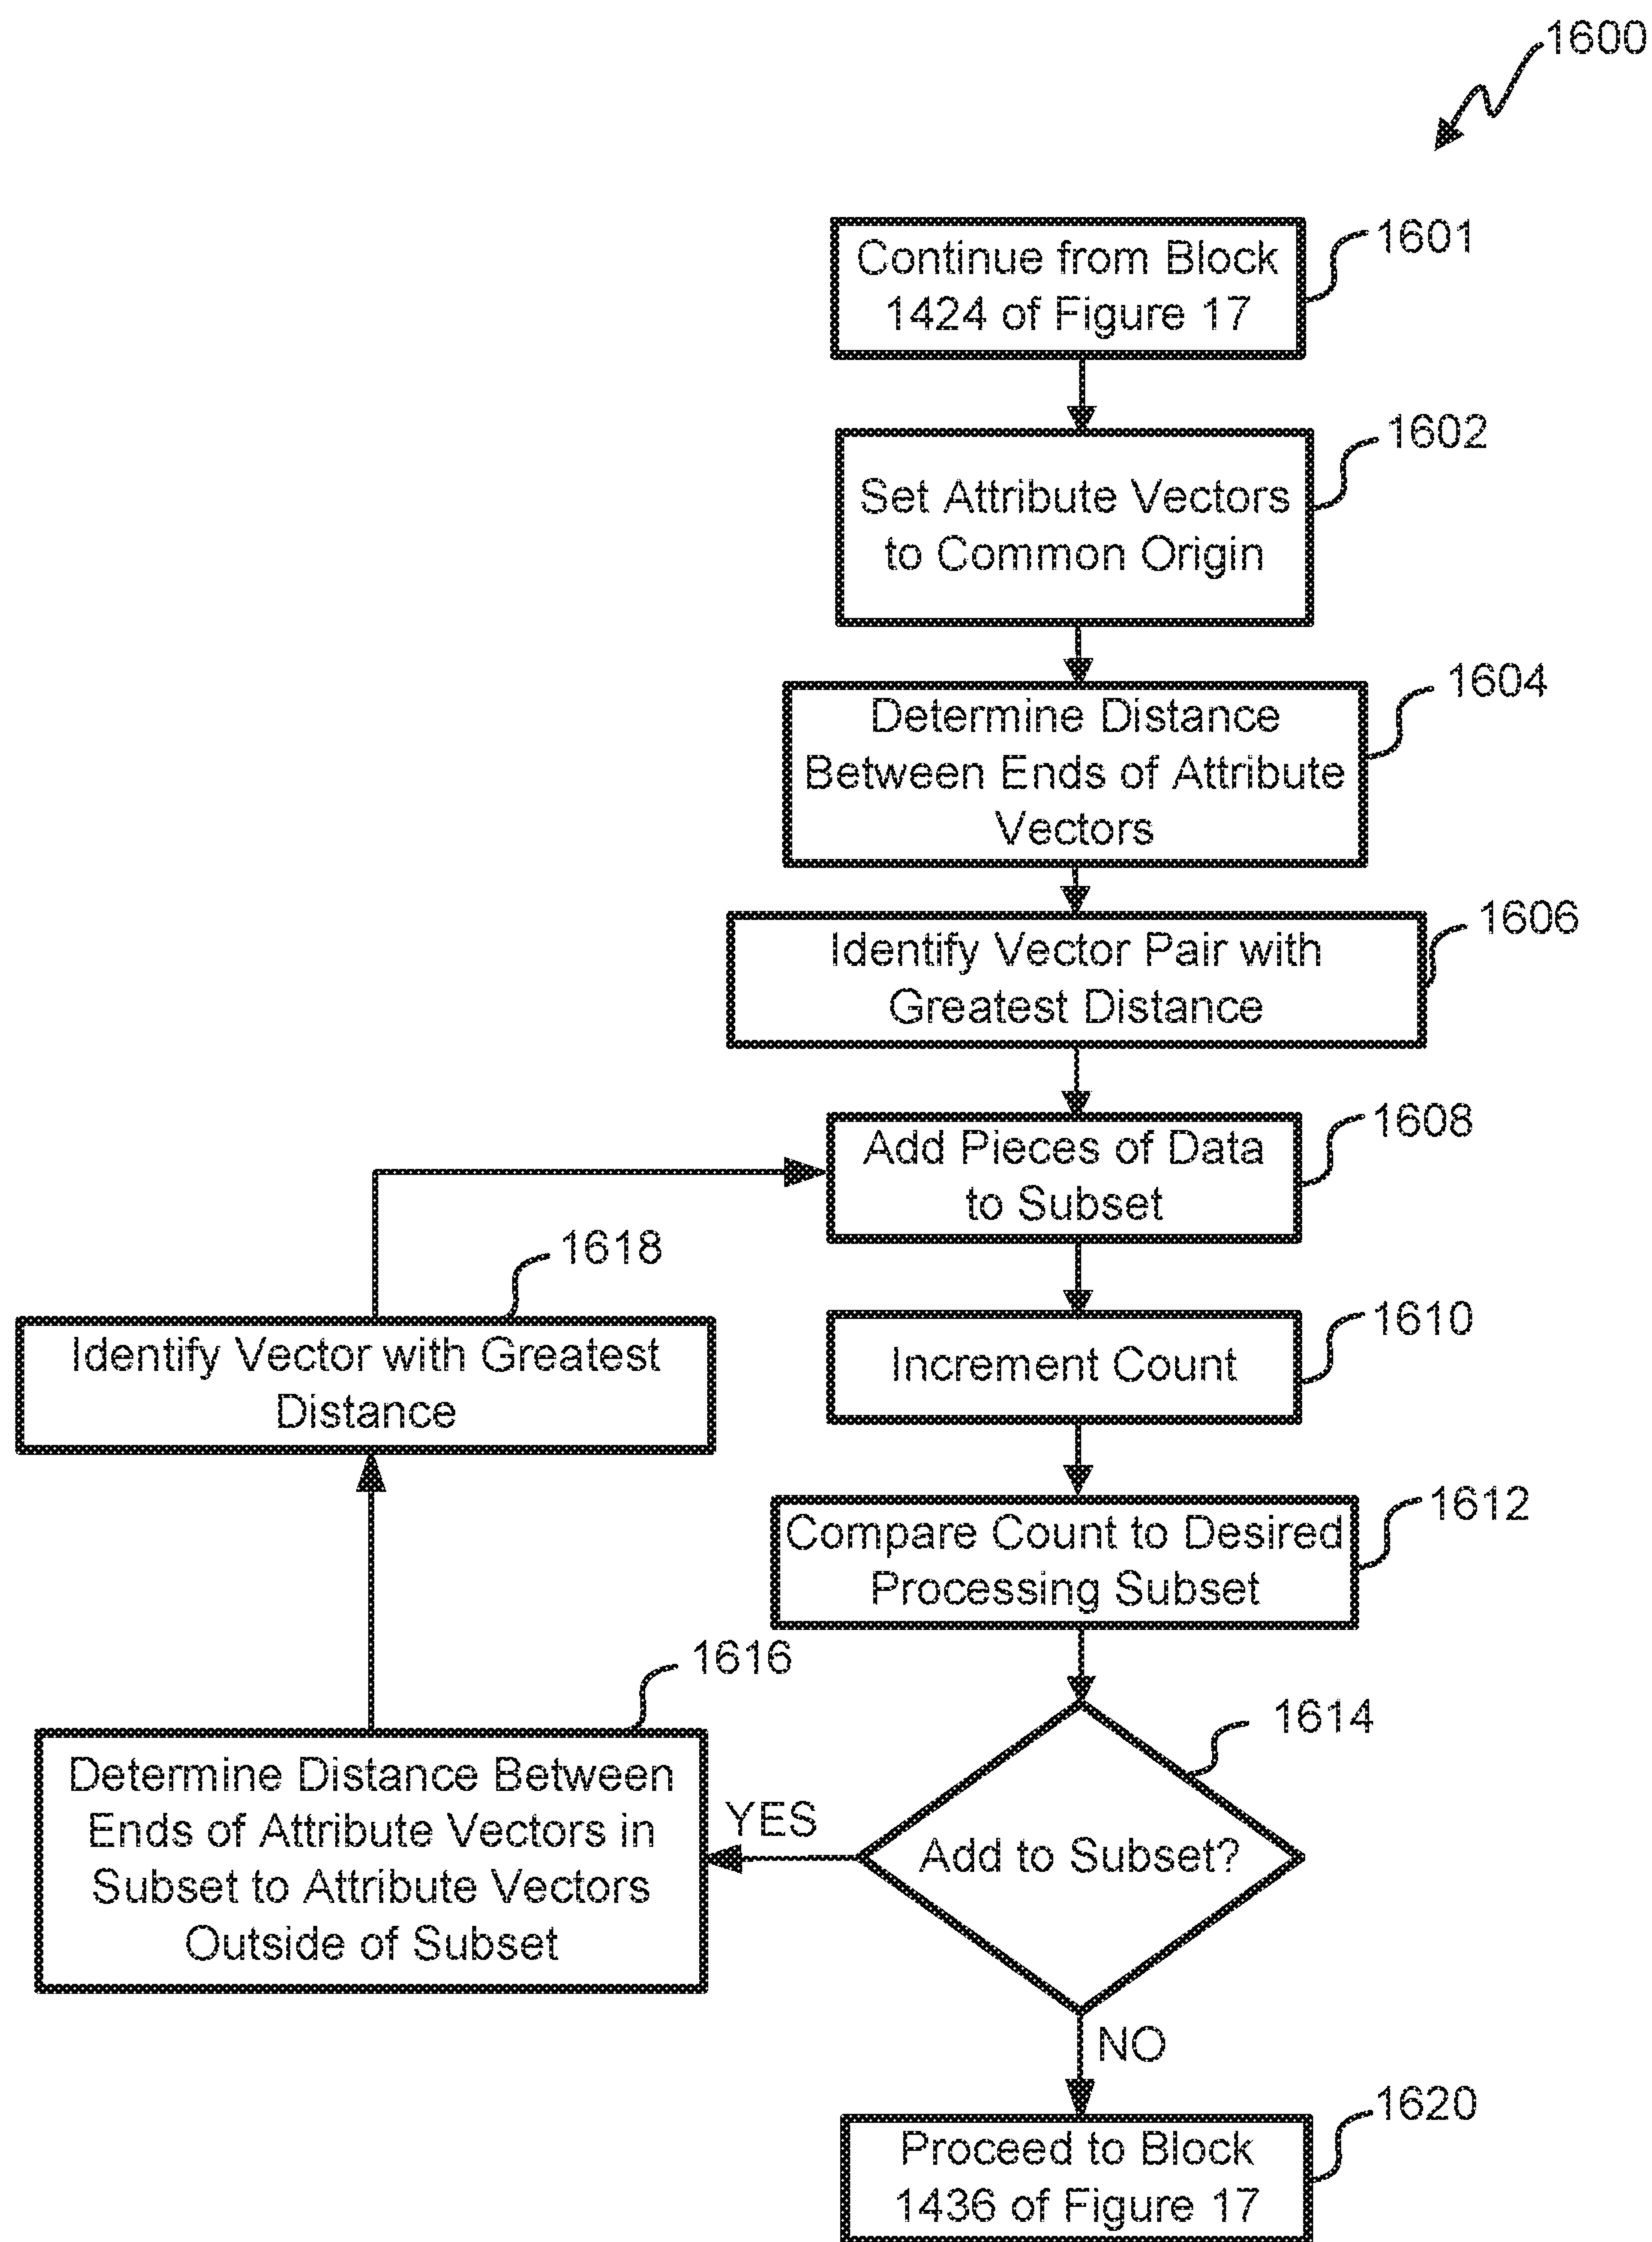 1600
Continue from Block
1424 of Figure 17
1601
Set Attribute Vectors
to Common Origin
1602
Determine Distance
Between Ends of Attribute
Vectors
1604
Identify Vector Pair with
Greatest Distance
1606
Add Pieces of Data
to Subset
1608
Identify Vector with Greatest
Distance
1618
Increment Count
1610
Compare Count to Desired
Processing Subset
1612
Determine Distance Between
Ends of Attribute Vectors in
Subset to Attribute Vectors
Outside of Subset
1616
YES
Add to Subset?
1614
NO
Proceed to Block
1436 of Figure 17
1620